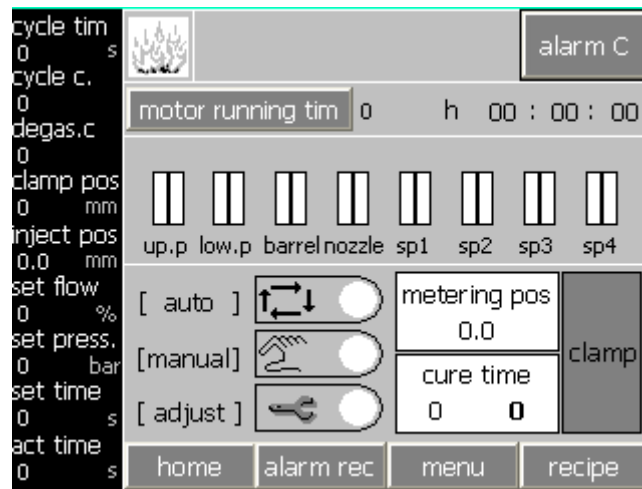 cycle tim
0 s
cycle c.
0
degas.c
0
clamp pos
0 mm
inject pos
0.0 mm
set flow
0 %
set press.
0 bar
set time
0 s
act time
0 s
alarm C
motor running tim 0 h 00 : 00 : 00
up.p low.p barrel nozzle sp1 sp2 sp3 sp4
[ auto ]
[manual]
[ adjust ]
metering pos
0.0
cure time
0 0
clamp
home alarm rec menu recipe